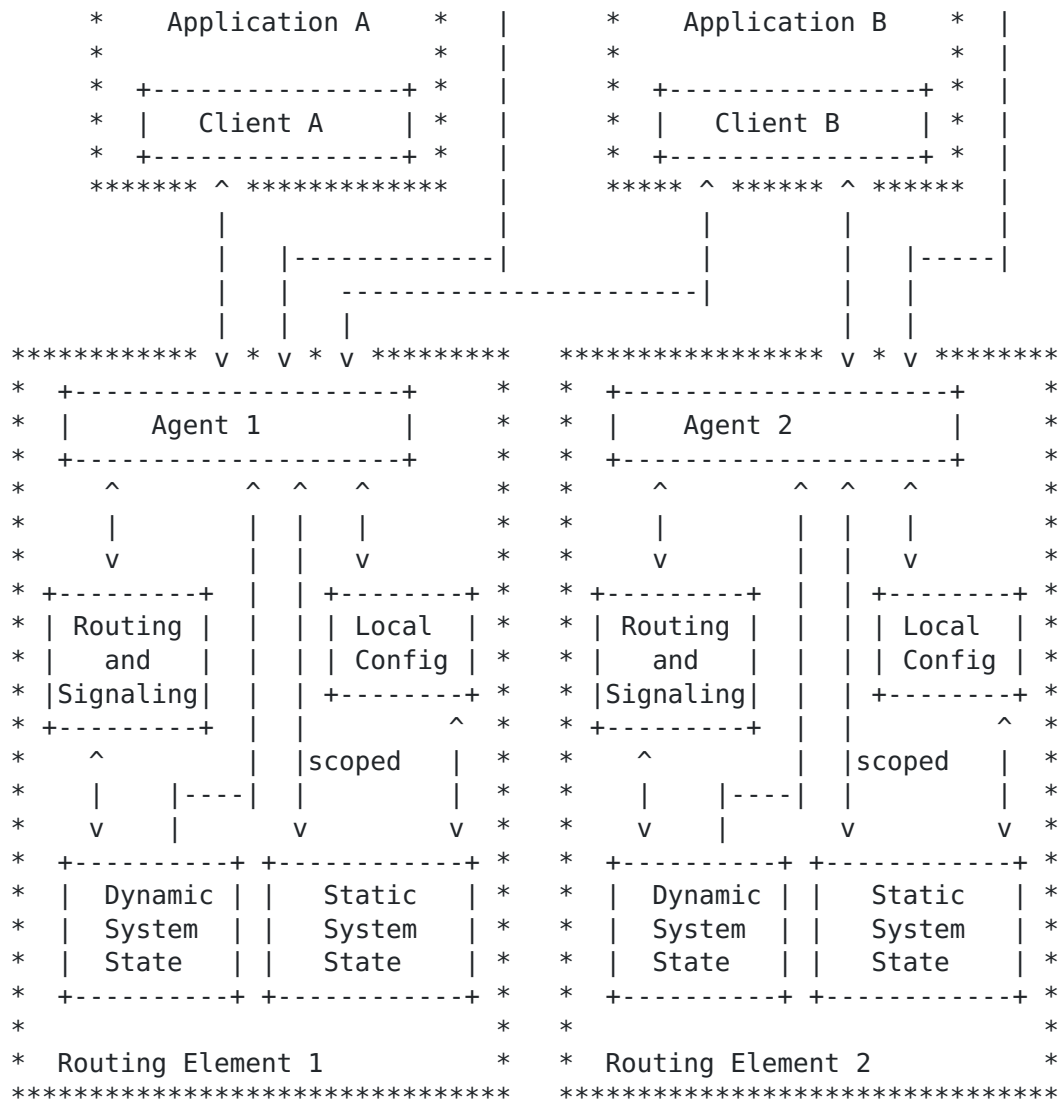 Application A Application B
Client A Client B
Agent 1 Agent 2
Routing Local Routing Local
and Config and Config
Signaling Signaling
scoped scoped
Dynamic Static Dynamic Static
System System System System
State State State State
Routing Element 1 Routing Element 2